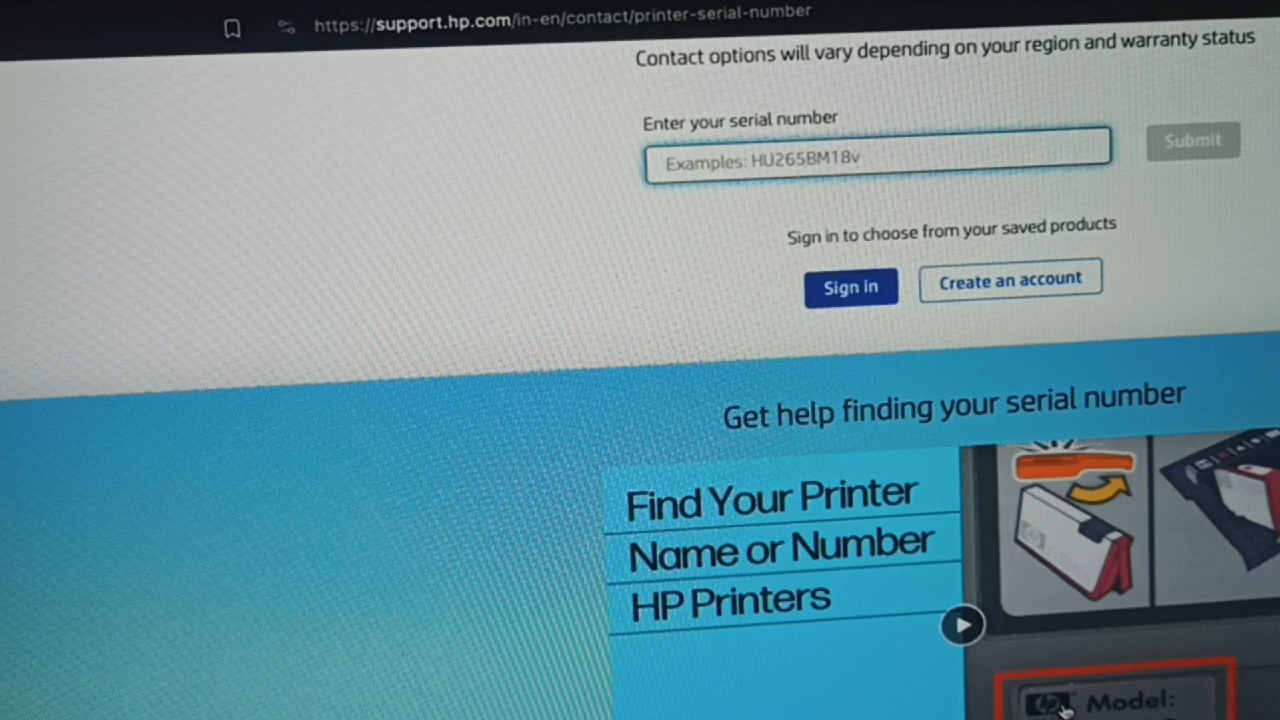 https://support.hp.com/in-en/contact/printer-serial-number
Contact options will vary depending on your region and warranty status
Enter your serial number
Examples: HU265BM18v
Submit
Sign in to choose from your saved products
Sign in
Create an account
Get help finding your serial number
Find Your Printer
Name or Number
HP Printers
hp Model: